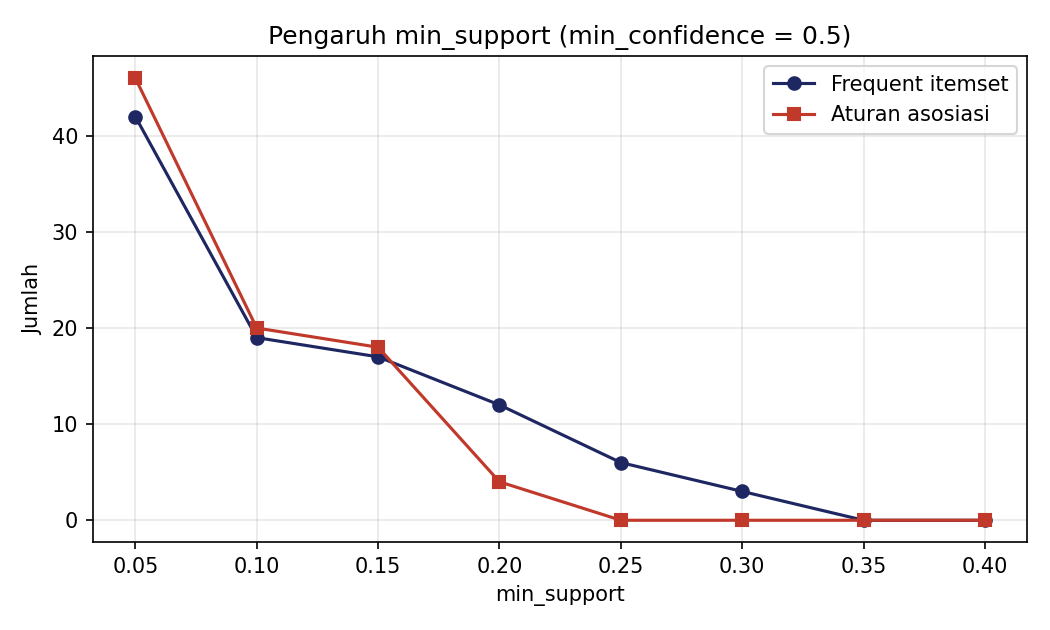 Pengaruh min_support (min_confidence = 0.5)
Frequent itemset
Aturan asosiasi
Jumlah
40
30
20
10
0
0.05 0.10 0.15 0.20 0.25 0.30 0.35 0.40
min_support